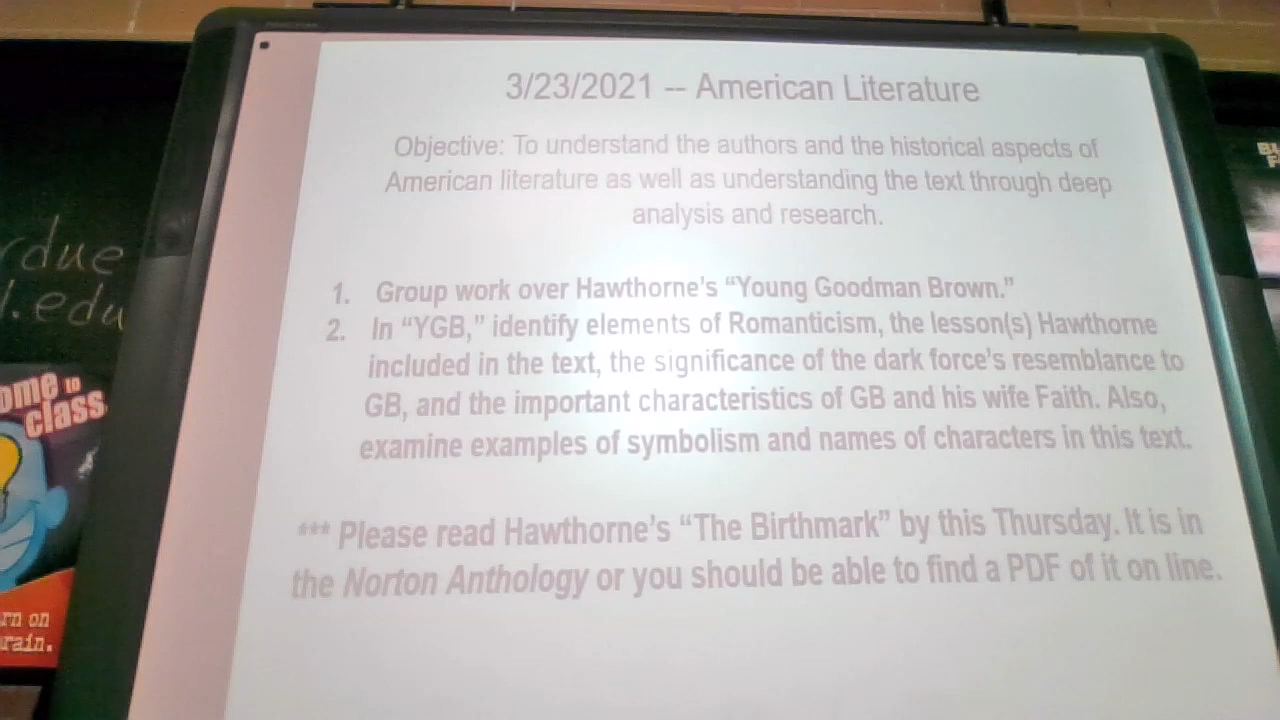 3/23/2021 -- American Literature
Objective: To understand the authors and the historical aspects of
American literature as well as understanding the text through deep
analysis and research.
1. Group work over Hawthorne's “Young Goodman Brown.”
2. In “YGB,” identify elements of Romanticism, the lesson(s) Hawthorne
included in the text, the significance of the dark force's resemblance to
GB, and the important characteristics of GB and his wife Faith. Also,
examine examples of symbolism and names of characters in this text.
*** Please read Hawthorne's “The Birthmark” by this Thursday. It is in
the Norton Anthology or you should be able to find a PDF of it on line.
rdue
.edu
ome to
class
rn on
rain.